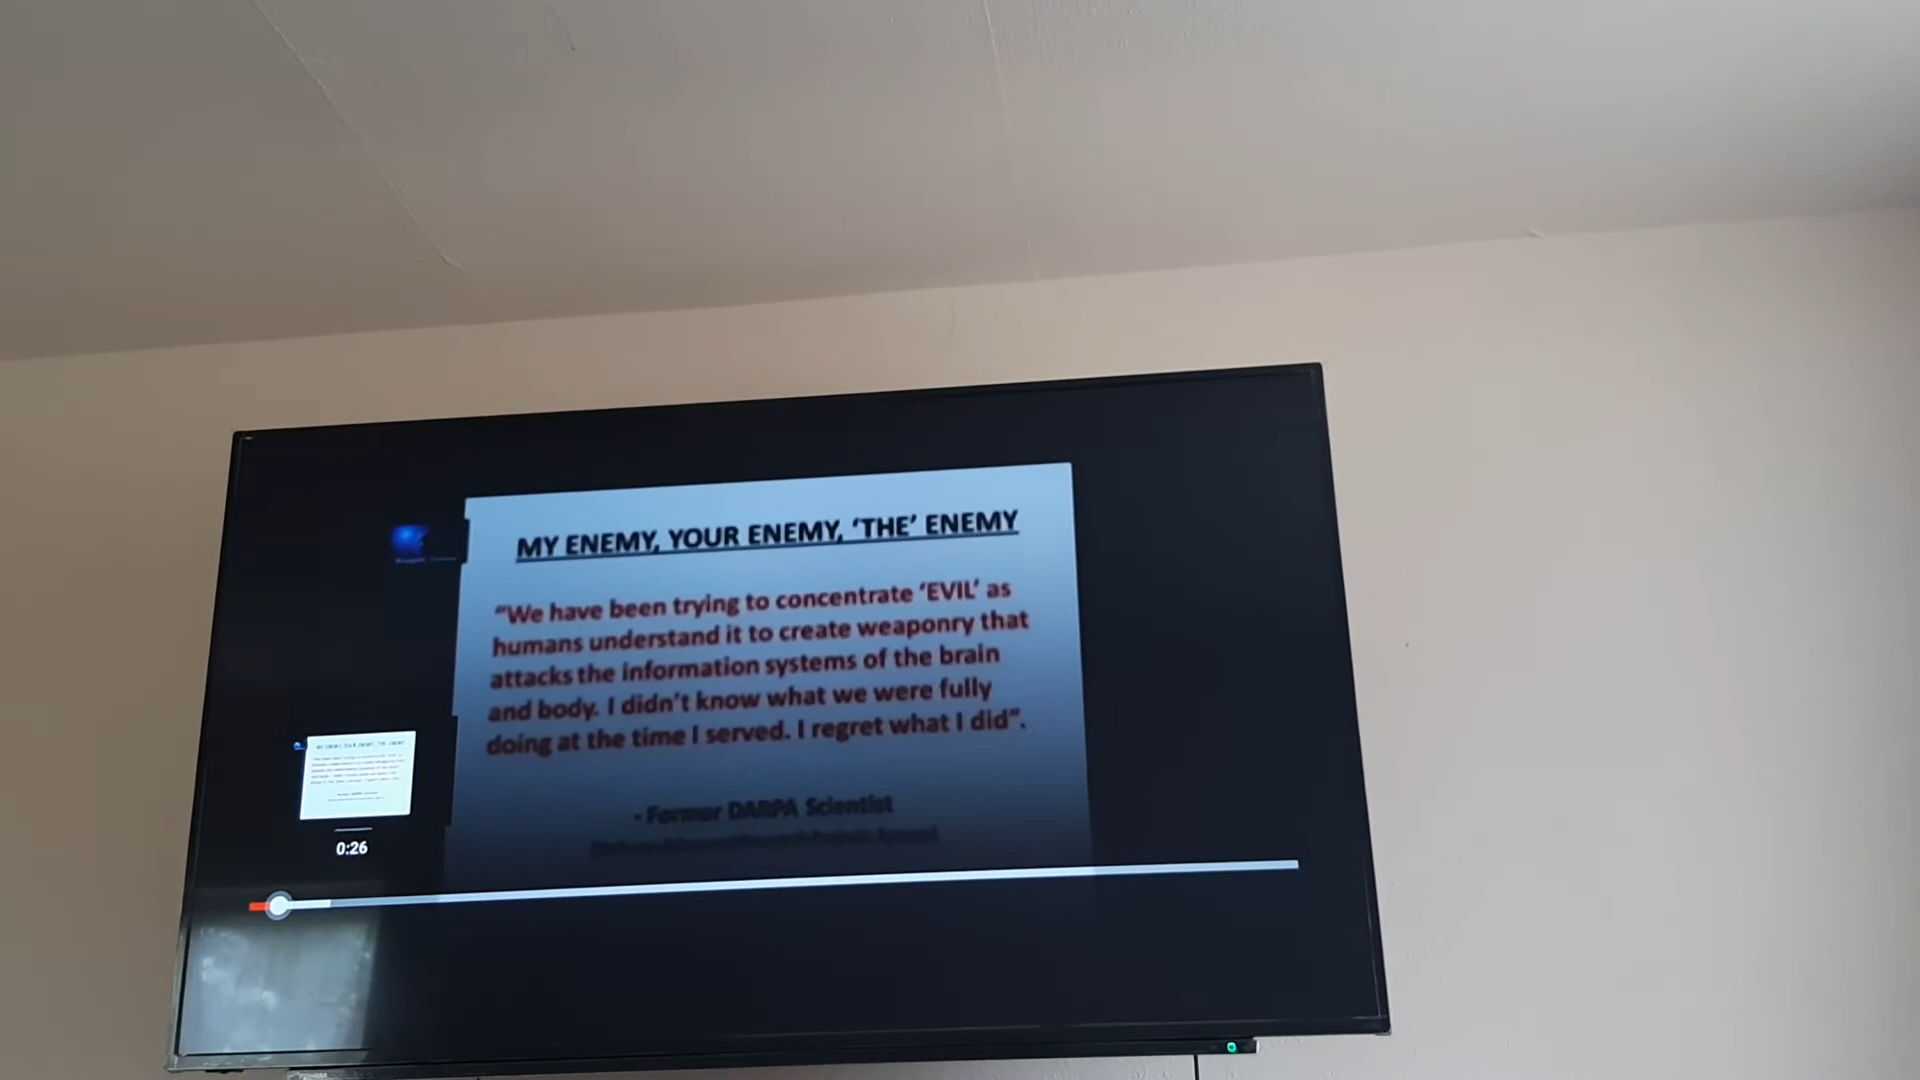 MY ENEMY, YOUR ENEMY, ‘THE’ ENEMY
“We have been trying to concentrate ‘EVIL’ as
humans understand it to create weaponry that
attacks the information systems of the brain
and body. I didn’t know what we were fully
doing at the time I served. I regret what I did”.
- Former DARPA Scientist
0:26